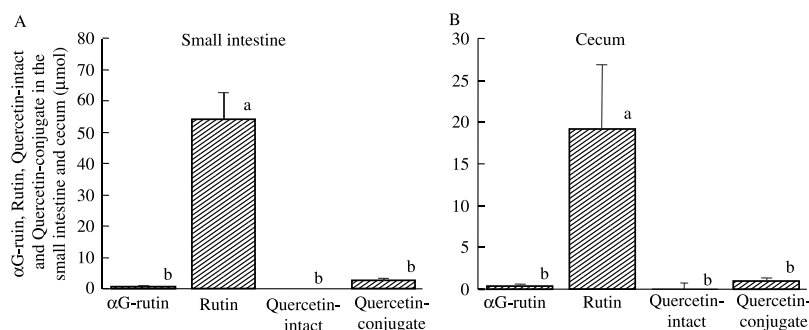 A
Small intestine
αG-ruin, Rutin, Quercetin-intact
and Quercetin-conjugate in the
small intestine and cecum (μmol)
80
70
60
50
40
30
20
10
0
a
b
b
b
αG-rutin
Rutin
Quercetin-
intact
Quercetin-
conjugate
B
Cecum
30
25
20
15
10
5
0
a
b
b
b
αG-rutin
Rutin
Quercetin-
intact
Quercetin-
conjugate